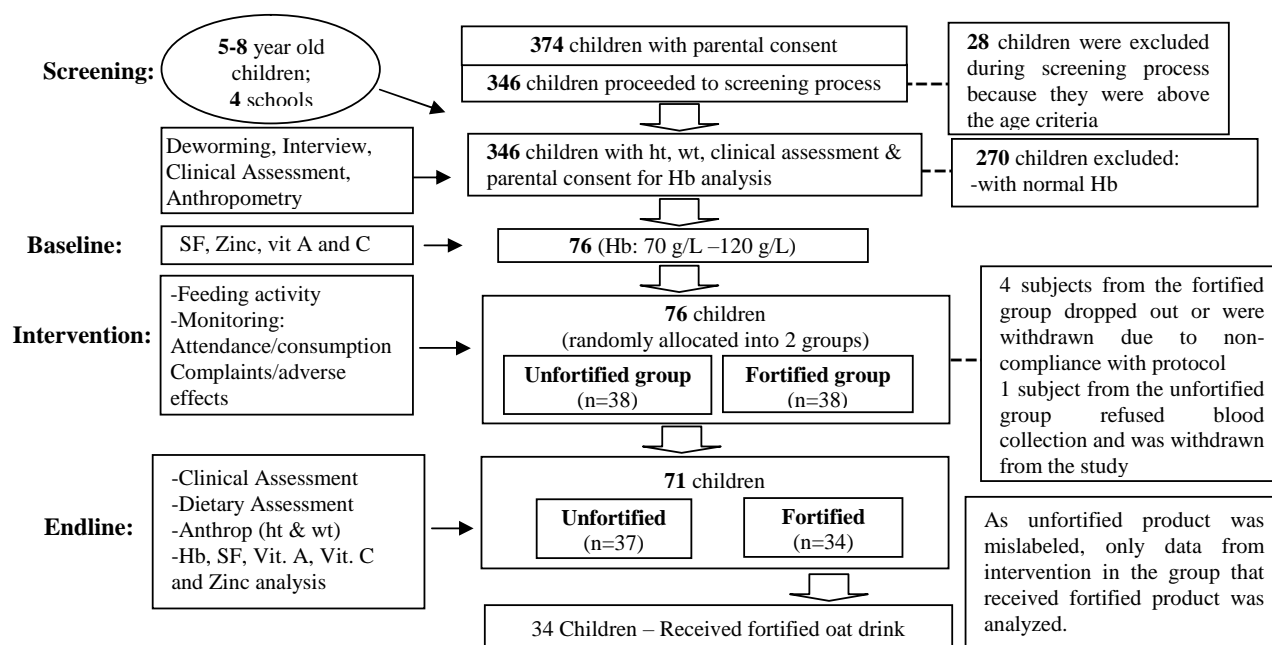 Screening:
5-8 year old
children;
4 schools
374 children with parental consent
346 children proceeded to screening process
28 children were excluded
during screening process
because they were above
the age criteria
Deworming, Interview,
Clinical Assessment,
Anthropometry
346 children with ht, wt, clinical assessment &
parental consent for Hb analysis
270 children excluded:
-with normal Hb
Baseline:
SF, Zinc, vit A and C
76 (Hb: 70 g/L –120 g/L)
Intervention:
-Feeding activity
-Monitoring:
Attendance/consumption
Complaints/adverse
effects
76 children
(randomly allocated into 2 groups)
Unfortified group
(n=38)
Fortified group
(n=38)
4 subjects from the fortified
group dropped out or were
withdrawn due to non-
compliance with protocol
1 subject from the unfortified
group refused blood
collection and was withdrawn
from the study
Endline:
-Clinical Assessment
-Dietary Assessment
-Anthrop (ht & wt)
-Hb, SF, Vit. A, Vit. C
and Zinc analysis
71 children
Unfortified
(n=37)
Fortified
(n=34)
As unfortified product was
mislabeled, only data from
intervention in the group that
received fortified product was
analyzed.
34 Children – Received fortified oat drink